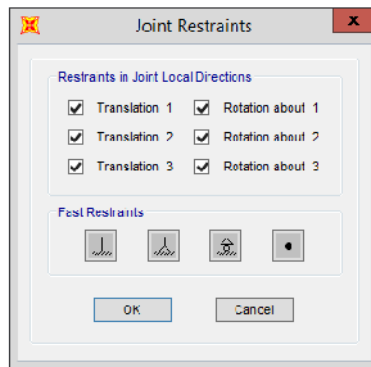 Joint Restraints
x
Restraints in Joint Local Directions
Translation 1 Rotation about 1
Translation 2 Rotation about 2
Translation 3 Rotation about 3
Fast Restraints
OK Cancel